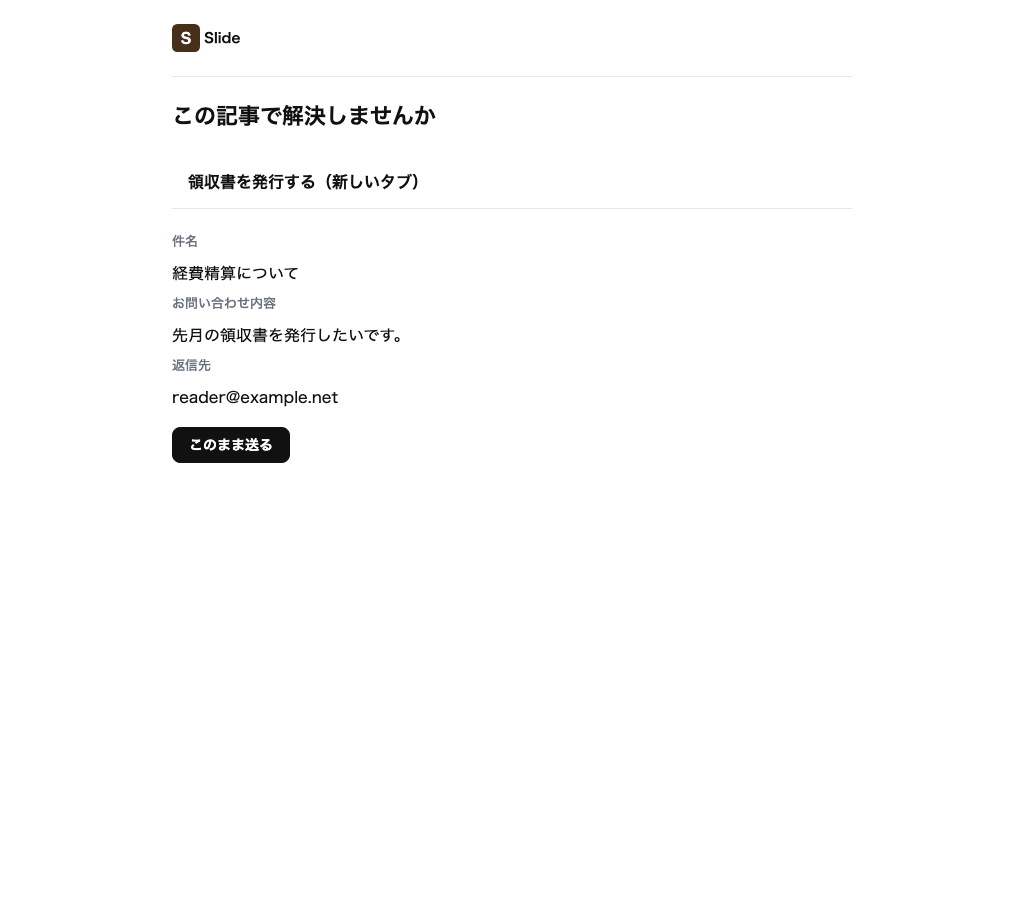 S Slide
この記事で解決しませんか
領収書を発行する（新しいタブ）
件名
経費精算について
お問い合わせ内容
先月の領収書を発行したいです。
返信先
reader@example.net
このまま送る